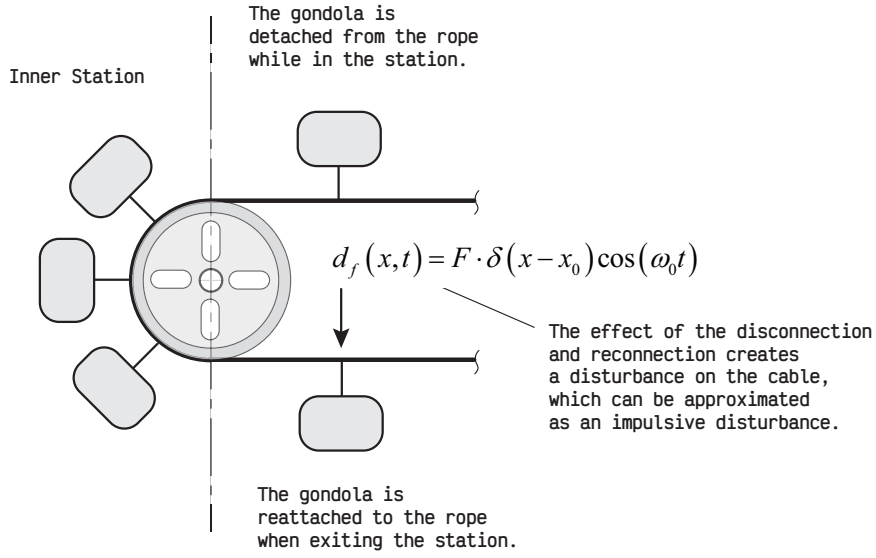 The gondola is
detached from the rope
while in the station.
Inner Station
d_f (x,t) = F · δ(x − x₀) cos(ω₀t)
The effect of the disconnection
and reconnection creates
a disturbance on the cable,
which can be approximated
as an impulsive disturbance.
The gondola is
reattached to the rope
when exiting the station.